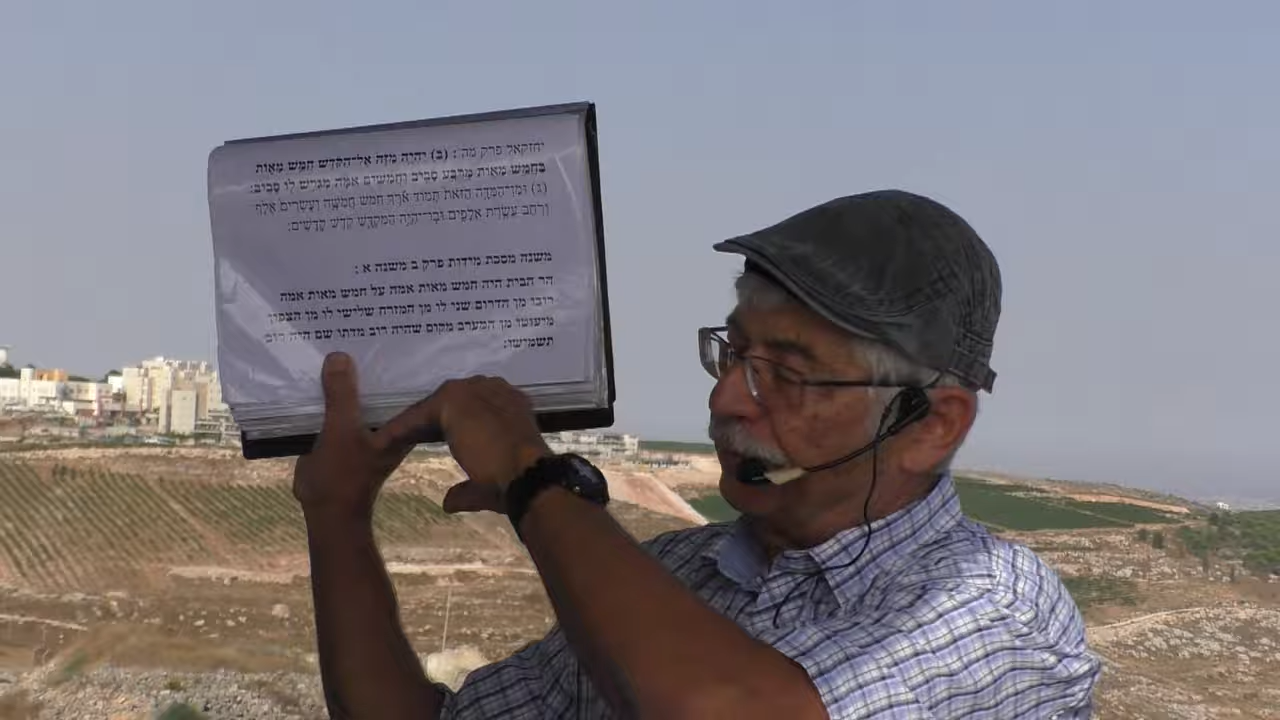 יחזקאל פרק מה : (ב) יִהְיֶה מִזֶּה אֶל־הַקֹּדֶשׁ חֲמֵשׁ מֵאוֹת
בַּחֲמֵשׁ מֵאוֹת מְרֻבָּע סָבִיב וַחֲמִשִּׁים אַמָּה מִגְרָשׁ לוֹ סָבִיב:
(ג) וּמִן־הַמִּדָּה הַזֹּאת תָּמוֹד אֹרֶךְ חֲמֵשׁ חֲמִשָּׁה וְעֶשְׂרִים אֶלֶף
וְרֹחַב עֲשֶׂרֶת אֲלָפִים וּבוֹ־יִהְיֶה הַמִּקְדָּשׁ קֹדֶשׁ קָדָשִׁים:
משנה מסכת מידות פרק ב משנה א :
הר הבית היה חמש מאות אמה על חמש מאות אמה
רובו מן הדרום שני לו מן המזרח שלישי לו מן הצפון
מיעוטו מן המערב מקום שהיה רוב מדתו שם היה רוב
תשמישו: